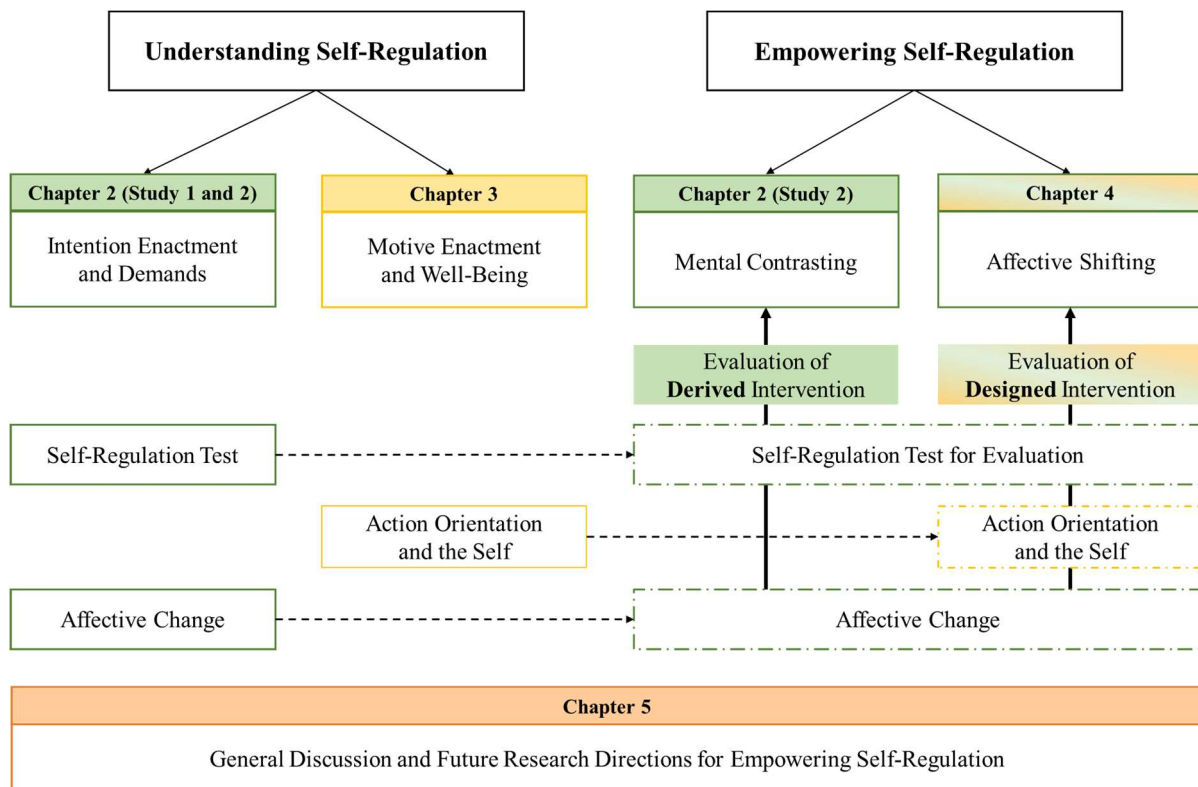 Understanding Self-Regulation
Empowering Self-Regulation
Chapter 2 (Study 1 and 2)
Intention Enactment
and Demands
Chapter 3
Motive Enactment
and Well-Being
Chapter 2 (Study 2)
Mental Contrasting
Chapter 4
Affective Shifting
Evaluation of
Derived Intervention
Evaluation of
Designed Intervention
Self-Regulation Test
Self-Regulation Test for Evaluation
Action Orientation
and the Self
Action Orientation
and the Self
Affective Change
Affective Change
Chapter 5
General Discussion and Future Research Directions for Empowering Self-Regulation